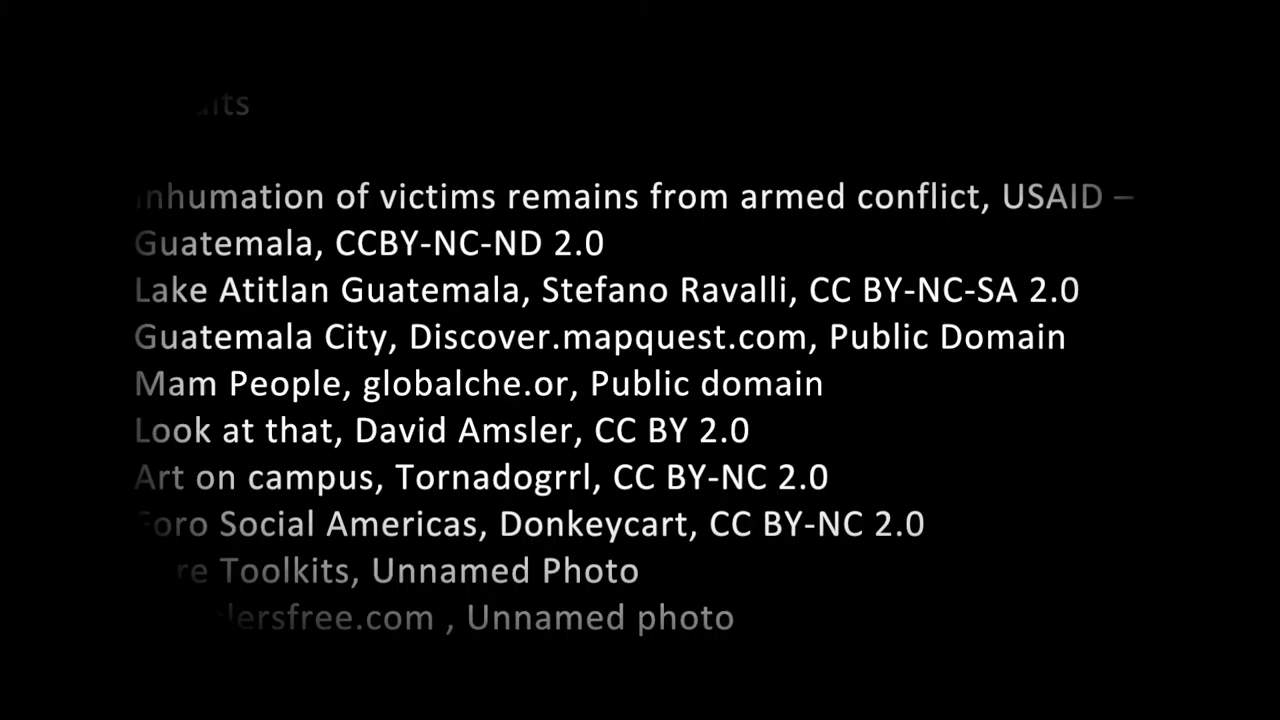 Inhumation of victims remains from armed conflict, USAID –
Guatemala, CCBY-NC-ND 2.0
Lake Atitlan Guatemala, Stefano Ravalli, CC BY-NC-SA 2.0
Guatemala City, Discover.mapquest.com, Public Domain
Mam People, globalche.or, Public domain
Look at that, David Amsler, CC BY 2.0
Art on campus, Tornadogrrl, CC BY-NC 2.0
Foro Social Americas, Donkeycart, CC BY-NC 2.0
Toolkits, Unnamed Photo
, Unnamed photo